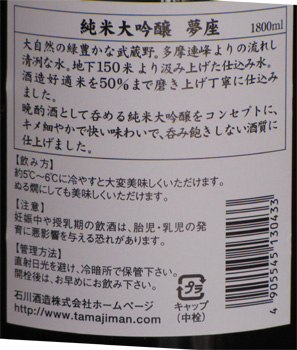 純米大吟醸 夢座
1800ml
大自然の緑豊かな武蔵野。多摩連峰よりの流れし
清冽な水、地下150米より汲み上げた仕込み水。
酒造好適米を50％まで磨き上げ丁寧に仕込み
ました。
晩酌酒として呑める純米大吟醸をコンセプトに、
キメ細やかで快い味わいで、呑み飽きしない酒質に
仕上げました。
【飲み方】
約5℃〜6℃に冷やすと大変美味しくいただけます。
ぬる燗にしても美味しくいただけます。
【注意】
妊娠中や授乳期の飲酒は、胎児・乳児の発
育に悪影響を与える恐れがあります。
【管理方法】
直射日光を避け、冷暗所で保管下さい。
開栓後は、お早めにお飲み下さい。
石川酒造株式会社ホームページ
http://www.tamajiman.com/
プラ
キャップ
(中栓)
4905545130433